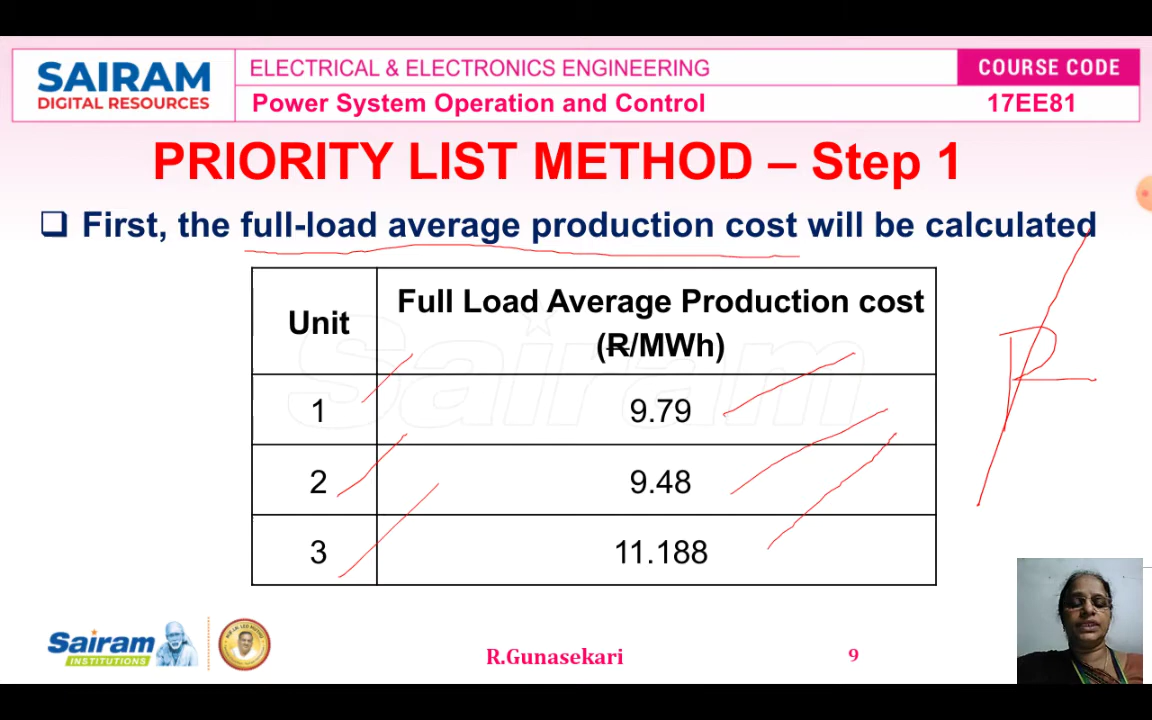 SAIRAM
DIGITAL RESOURCES
ELECTRICAL & ELECTRONICS ENGINEERING
Power System Operation and Control
COURSE CODE
17EE81
PRIORITY LIST METHOD – Step 1
❑ First, the full-load average production cost will be calculated
Unit
Full Load Average Production cost
(R/MWh)
1 9.79
2 9.48
3 11.188
R
Sairam
Sairam
INSTITUTIONS
R.Gunasekari
9